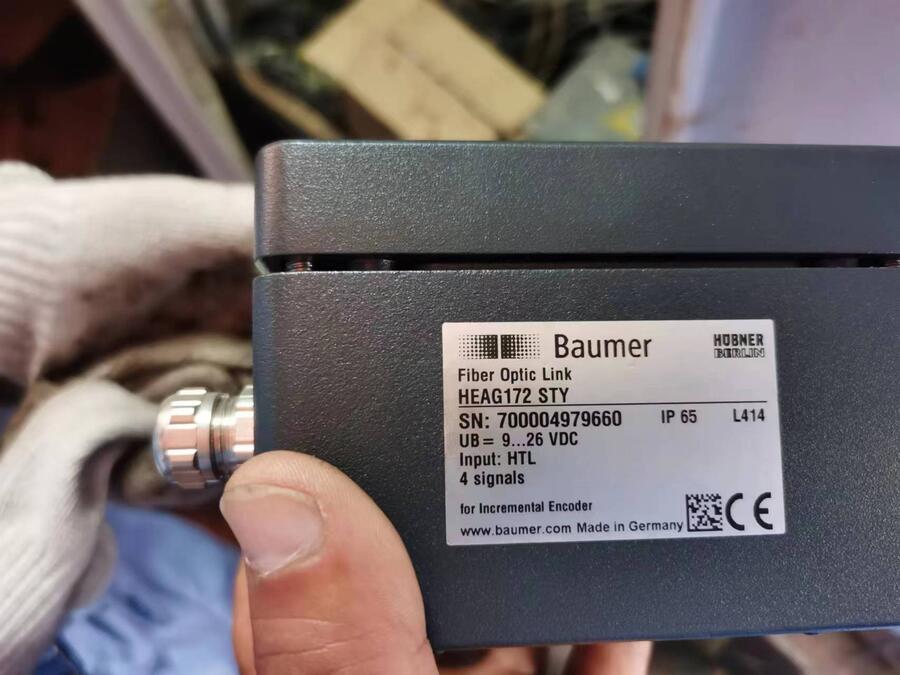 Baumer
HÜBNER
BERLIN
Fiber Optic Link
HEAG172 STY
SN: 700004979660 IP 65 L414
UB = 9...26 VDC
Input: HTL
4 signals
for Incremental Encoder
www.baumer.com Made in Germany CE